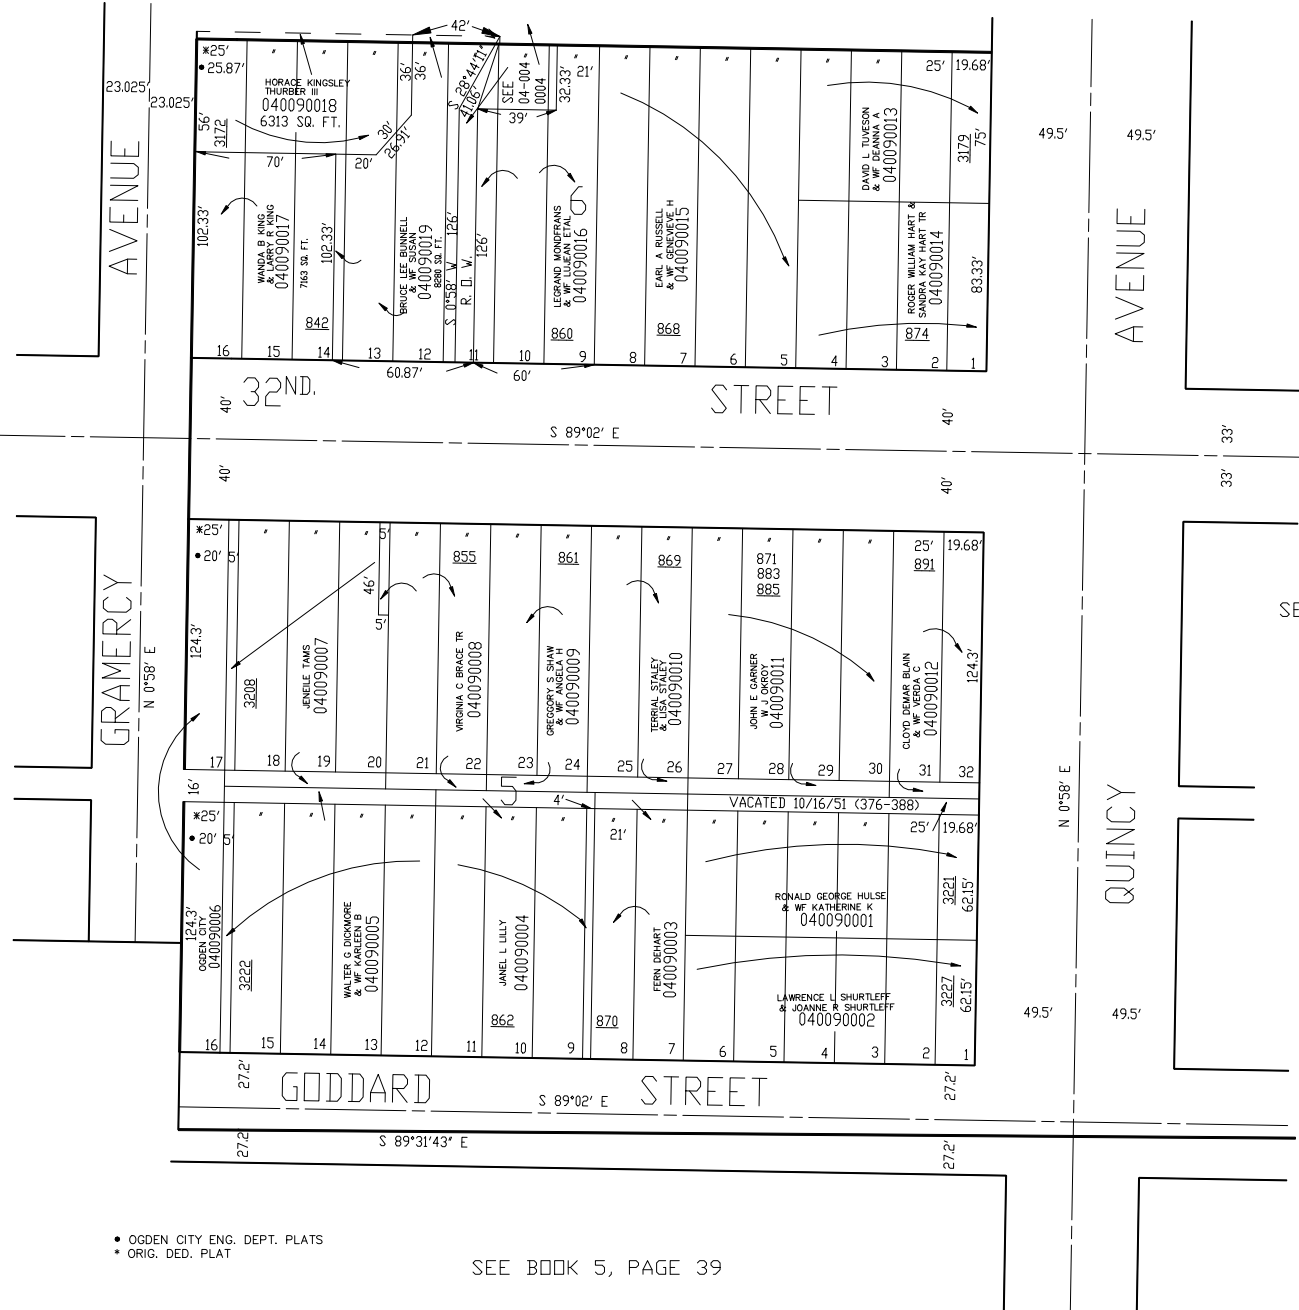 42'
*25'
● 25.87'
23.025'
23.025'
HORACE KINGSLEY
THURBER III
040090018
6313 SQ. FT.
56'
3172
70'
20'
30'
26.91'
36'
36'
S 28°44'11"
41.06'
SEE
04-004
0004
32.33'
21'
39'
25'
19.68'
DAVID L TUVESON
& WF DEANNA A
040090013
3179
75'
49.5'
49.5'
AVENUE
102.33'
WANDA B KING
& LARRY R KING
040090017
7163 SQ. FT.
102.33'
842
BRUCE LEE BUNNELL
& WF SUSAN
040090019
8280 SQ. FT.
S 0°58' W
126'
R. O. W.
126'
LEGRAND MONDFRANS
& WF LUJEAN ETAL
040090016
6
860
EARL A RUSSELL
& WF GENEVIEVE H
040090015
868
ROGER WILLIAM HART &
SANDRA KAY HART TR
040090014
874
83.33'
AVENUE
16 15 14 13 12 11 10 9 8 7 6 5 4 3 2 1
60.87'
60'
32ND.
STREET
40'
40'
S 89°02' E
33'
40'
40'
33'
*25'
● 20'
5'
5'
46'
5'
855
861
869
871
883
885
25'
891
19.68'
GRAMERCY
N 0°58' E
124.3'
3208
JENEILE TAMS
040090007
VIRGINIA C BRACE TR
040090008
GREGGORY S SHAW
& WF ANGELA H
040090009
TERRIAL STALEY
& LISA STALEY
040090010
JOHN E GARNER
W J OKROY
040090011
CLOYD DEMAR BLAIN
& WF VERDA C
040090012
124.3'
SE
17 18 19 20 21 22 23 24 25 26 27 28 29 30 31 32
16'
5
4'
VACATED 10/16/51 (376-388)
N 0°58' E
QUINCY
*25'
● 20'
5'
21'
25'
19.68'
124.3'
OGDEN CITY
040090006
3222
WALTER G DICKMORE
& WF KARLEEN B
040090005
JANEL L LILLY
040090004
862
870
FERN DEHART
040090003
RONALD GEORGE HULSE
& WF KATHERINE K
040090001
3221
62.15'
LAWRENCE L SHURTLEFF
& JOANNE R SHURTLEFF
040090002
3227
62.15'
49.5'
49.5'
16 15 14 13 12 11 10 9 8 7 6 5 4 3 2 1
27.2'
GODDARD
STREET
S 89°02' E
27.2'
27.2'
S 89°31'43" E
27.2'
● OGDEN CITY ENG. DEPT. PLATS
* ORIG. DED. PLAT
SEE BOOK 5, PAGE 39